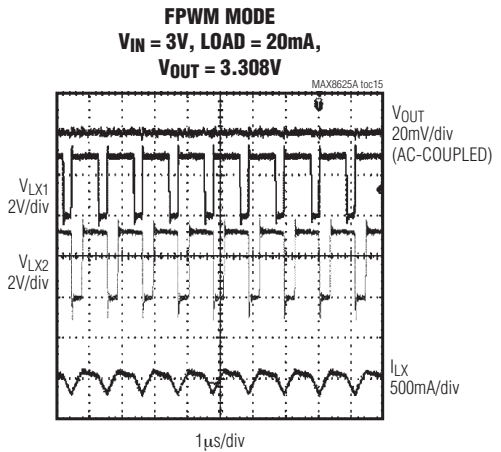 FPWM MODE
VIN = 3V, LOAD = 20mA,
VOUT = 3.308V
MAX8625A toc15
VOUT
20mV/div
(AC-COUPLED)
VLX1
2V/div
VLX2
2V/div
ILX
500mA/div
1µs/div